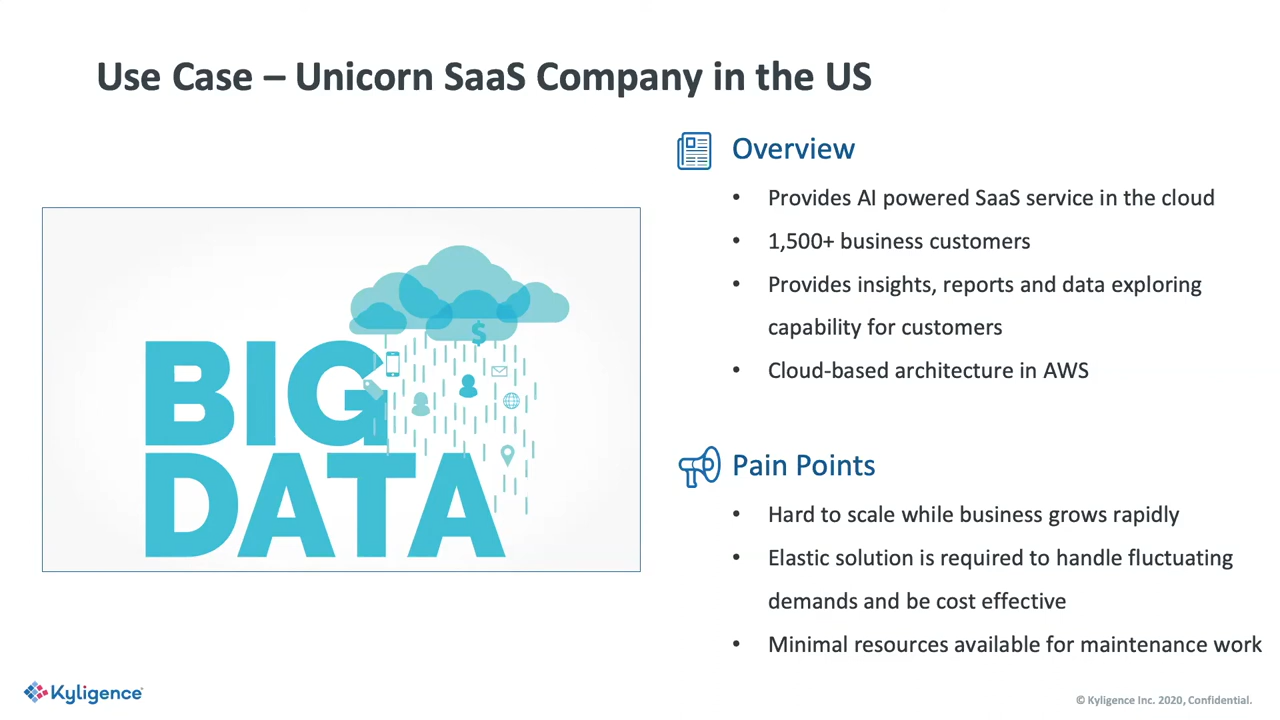 Use Case – Unicorn SaaS Company in the US
BIG
DATA
$
Overview
• Provides AI powered SaaS service in the cloud
• 1,500+ business customers
• Provides insights, reports and data exploring
capability for customers
• Cloud-based architecture in AWS
Pain Points
• Hard to scale while business grows rapidly
• Elastic solution is required to handle fluctuating
demands and be cost effective
• Minimal resources available for maintenance work
Kyligence
© Kyligence Inc. 2020, Confidential.